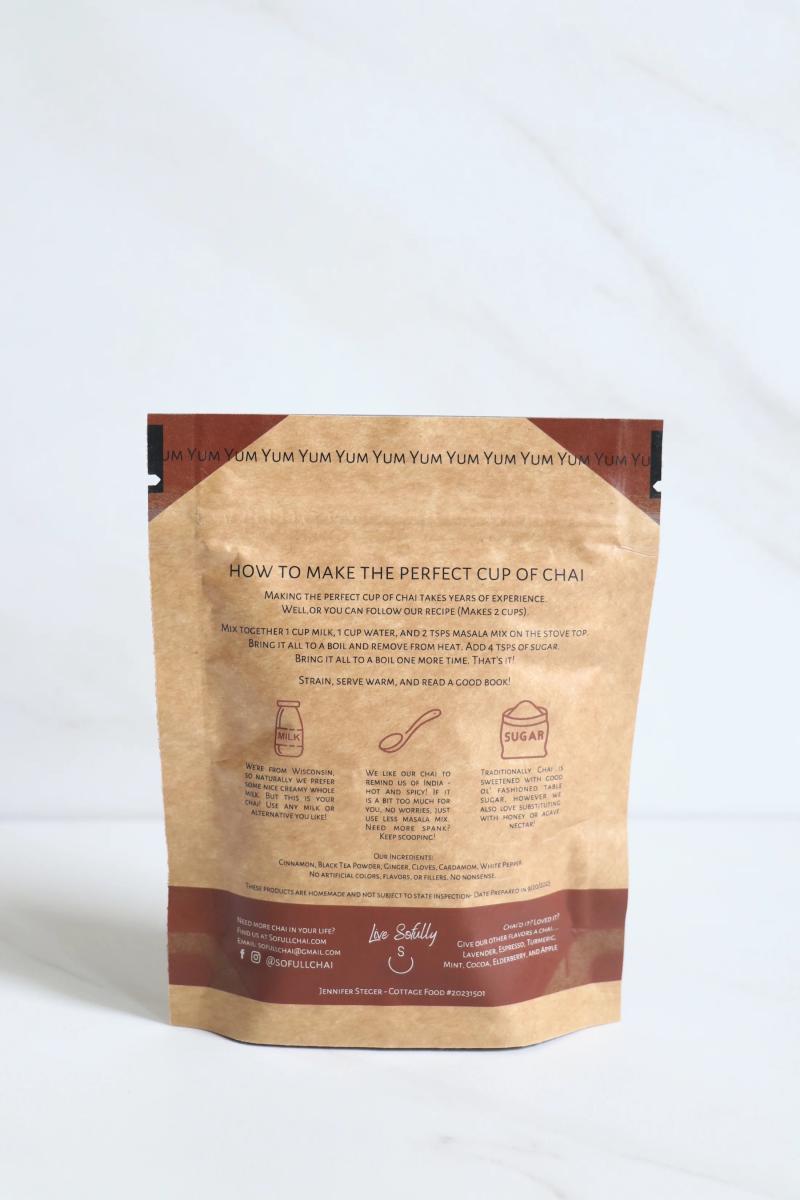 UM YUM YUM YUM YUM YUM YUM YUM YUM YUM YUM YUM YUM YU
HOW TO MAKE THE PERFECT CUP OF CHAI
MAKING THE PERFECT CUP OF CHAI TAKES YEARS OF EXPERIENCE.
WELL,OR YOU CAN FOLLOW OUR RECIPE (MAKES 2 CUPS).
MIX TOGETHER 1 CUP MILK, 1 CUP WATER, AND 2 TSPS MASALA MIX ON THE STOVE TOP.
BRING IT ALL TO A BOIL AND REMOVE FROM HEAT. ADD 4 TSPS OF SUGAR.
BRING IT ALL TO A BOIL ONE MORE TIME. THAT'S IT!
STRAIN, SERVE WARM, AND READ A GOOD BOOK!
MILK
WE'RE FROM WISCONSIN,
SO NATURALLY WE PREFER
SOME NICE CREAMY WHOLE
MILK. BUT THIS IS YOUR
CHAI! USE ANY MILK OR
ALTERNATIVE YOU LIKE!
WE LIKE OUR CHAI TO
REMIND US OF INDIA -
HOT AND SPICY! IF IT
IS A BIT TOO MUCH FOR
YOU, NO WORRIES, JUST
USE LESS MASALA MIX.
NEED MORE SPANK?
KEEP SCOOPING!
SUGAR
TRADITIONALLY CHAI IS
SWEETENED WITH GOOD
OL' FASHIONED TABLE
SUGAR, HOWEVER WE
ALSO LOVE SUBSTITUTING
WITH HONEY OR AGAVE
NECTAR!
OUR INGREDIENTS:
CINNAMON, BLACK TEA POWDER, GINGER, CLOVES, CARDAMOM, WHITE PEPPER.
NO ARTIFICIAL COLORS, FLAVORS, OR FILLERS. NO NONSENSE.
THESE PRODUCTS ARE HOMEMADE AND NOT SUBJECT TO STATE INSPECTION- DATE PREPARED IN 9/20/2023
NEED MORE CHAI IN YOUR LIFE?
FIND US AT SOFULLCHAI.COM
EMAIL: SOFULLCHAI@GMAIL.COM
@SOFULLCHAI
Live Sofully
S
CHAI'D IT? LOVED IT?
GIVE OUR OTHER FLAVORS A CHAI....
LAVENDER, ESPRESSO, TURMERIC,
MINT, COCOA, ELDERBERRY, AND APPLE
JENNIFER STEGER - COTTAGE FOOD #20231501